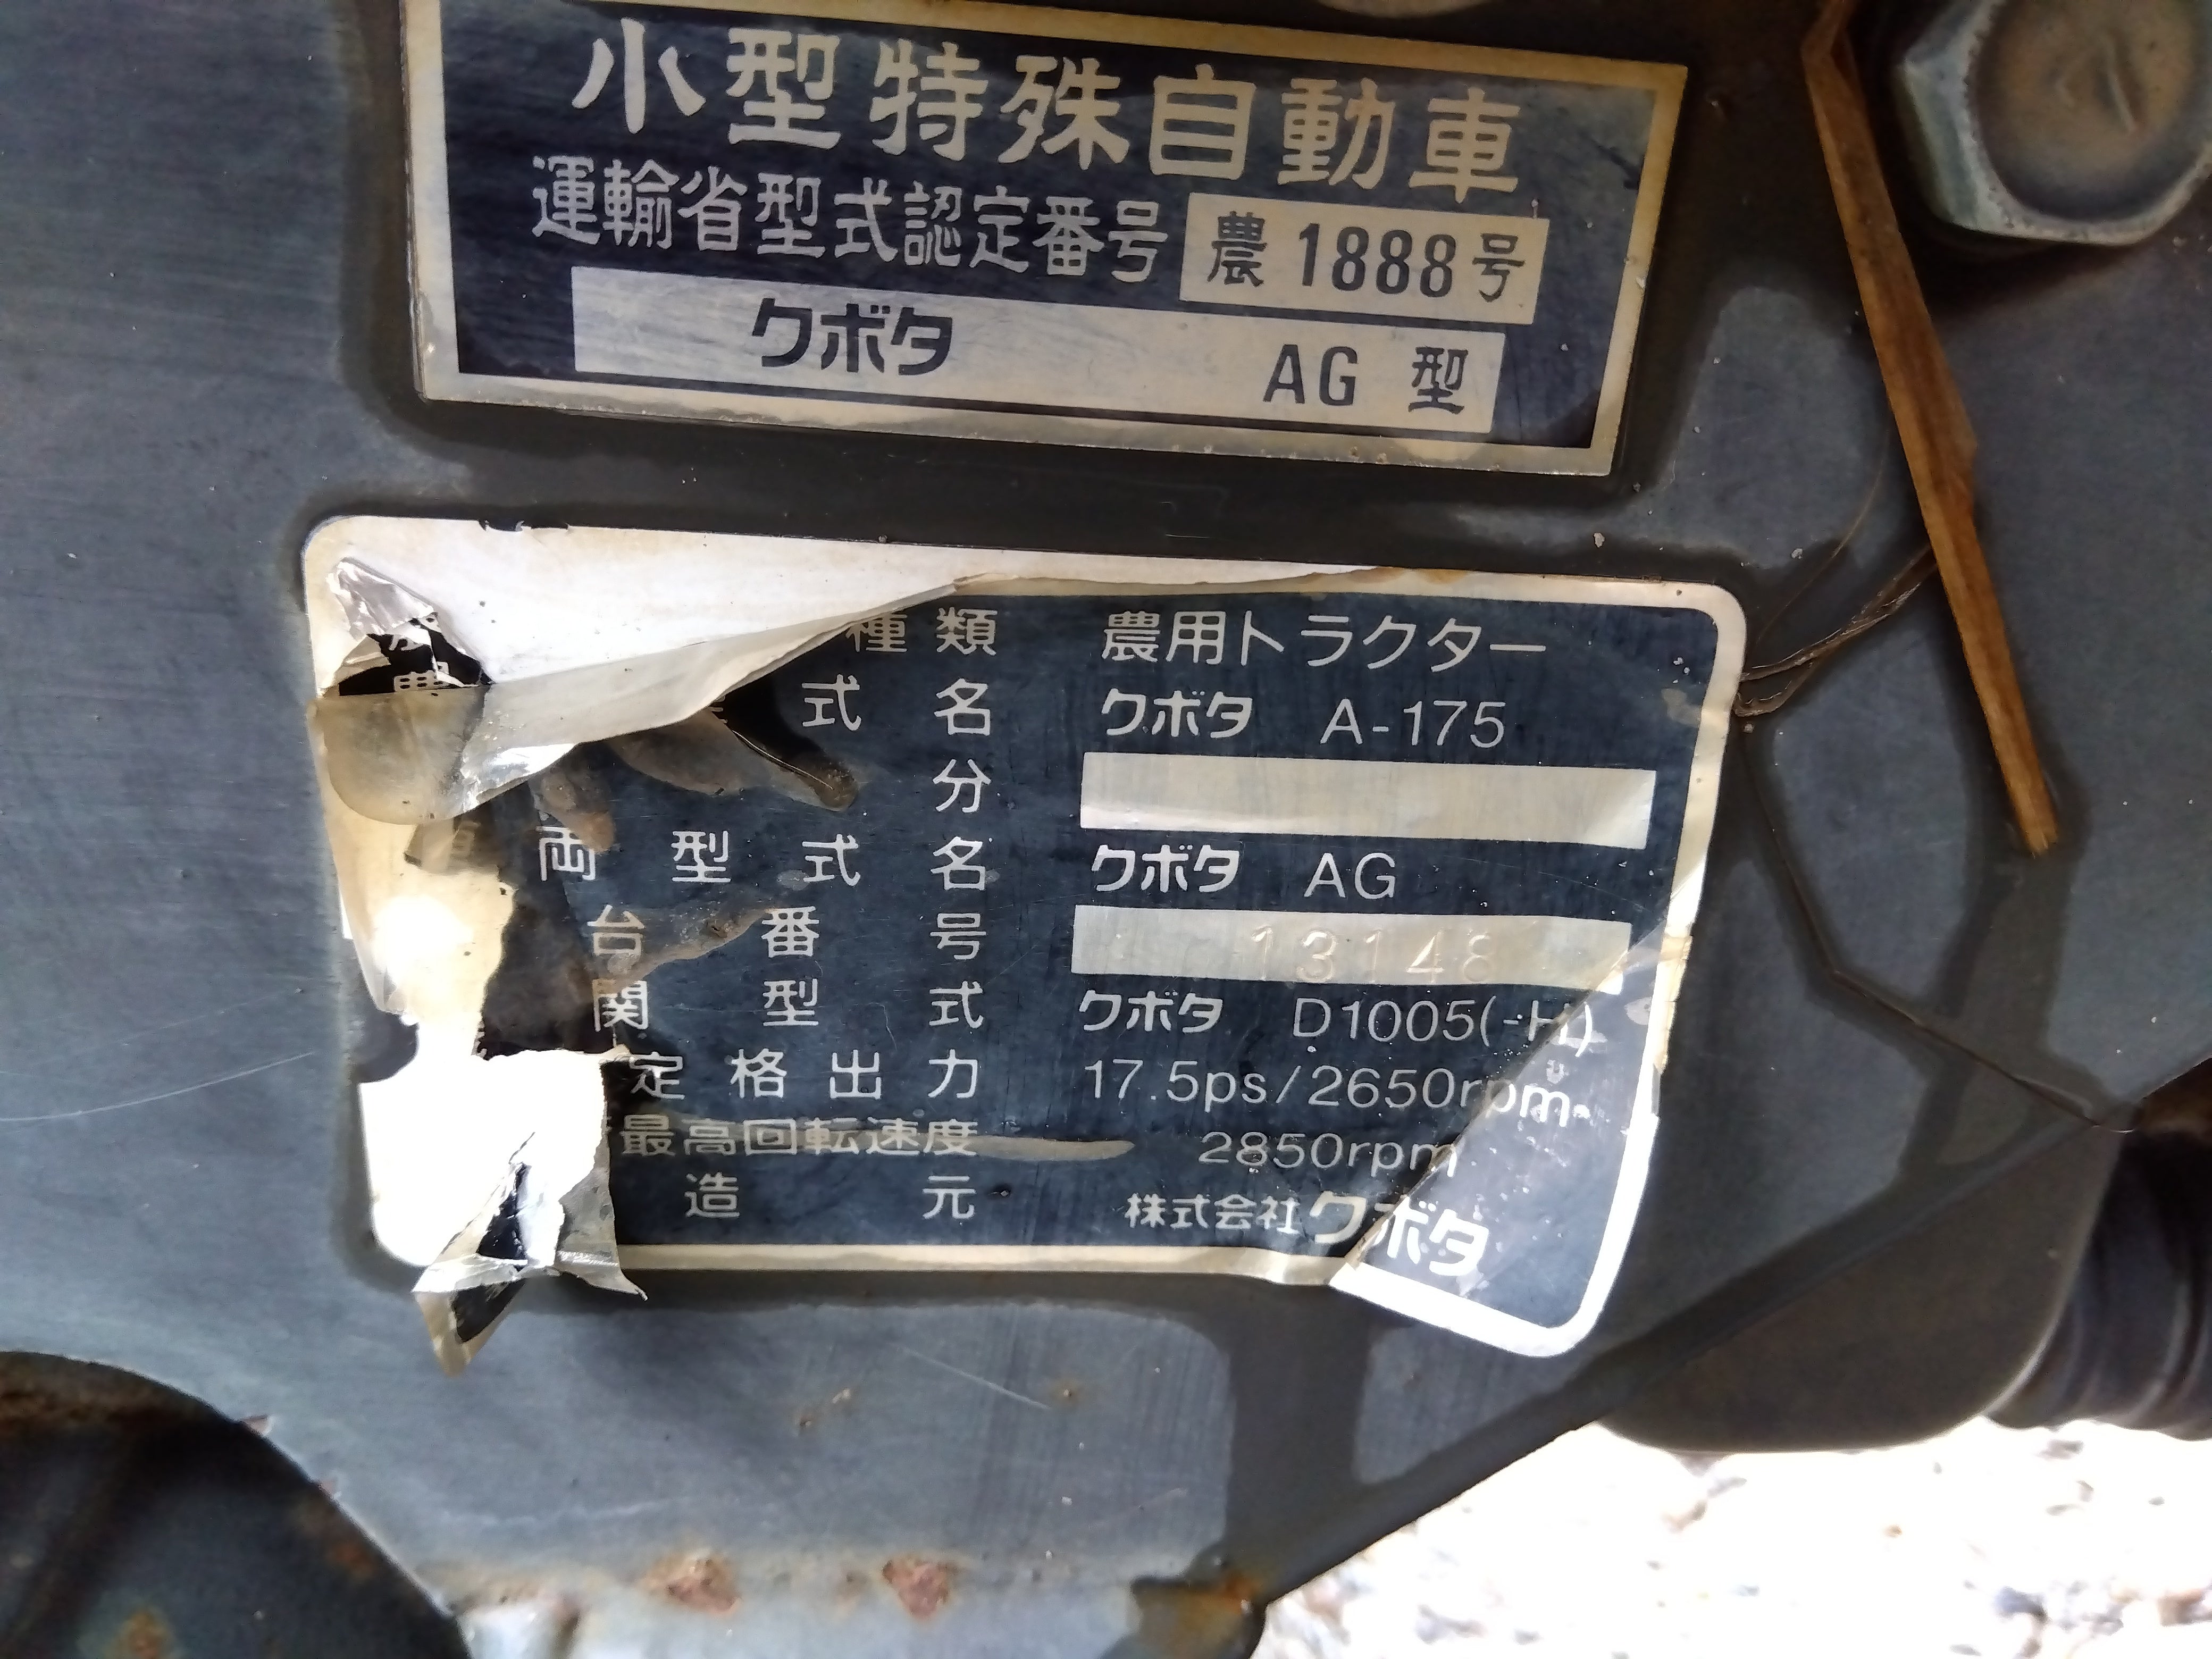 小型特殊自動車
運輸省型式認定番号 農1888号
クボタ AG 型
種類 農用トラクター
式名 クボタ A-175
分
両型式名 クボタ AG
台番号 13148
関型式 クボタ D1005(-H)
定格出力 17.5ps/2650rpm
最高回転速度 2850rpm
造元 株式会社クボタ